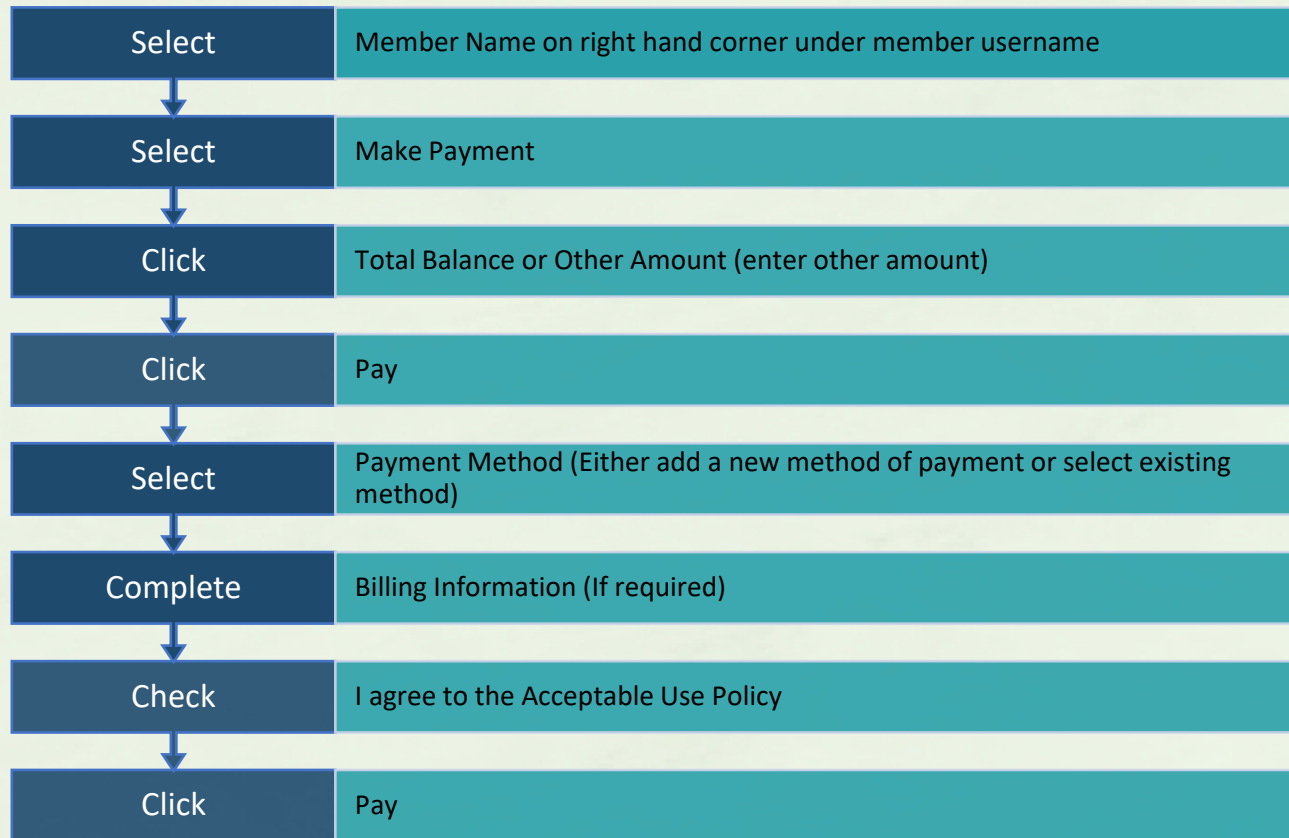 Select
Member Name on right hand corner under member username
Select
Make Payment
Click
Total Balance or Other Amount (enter other amount)
Click
Pay
Select
Payment Method (Either add a new method of payment or select existing
method)
Complete
Billing Information (If required)
Check
I agree to the Acceptable Use Policy
Click
Pay